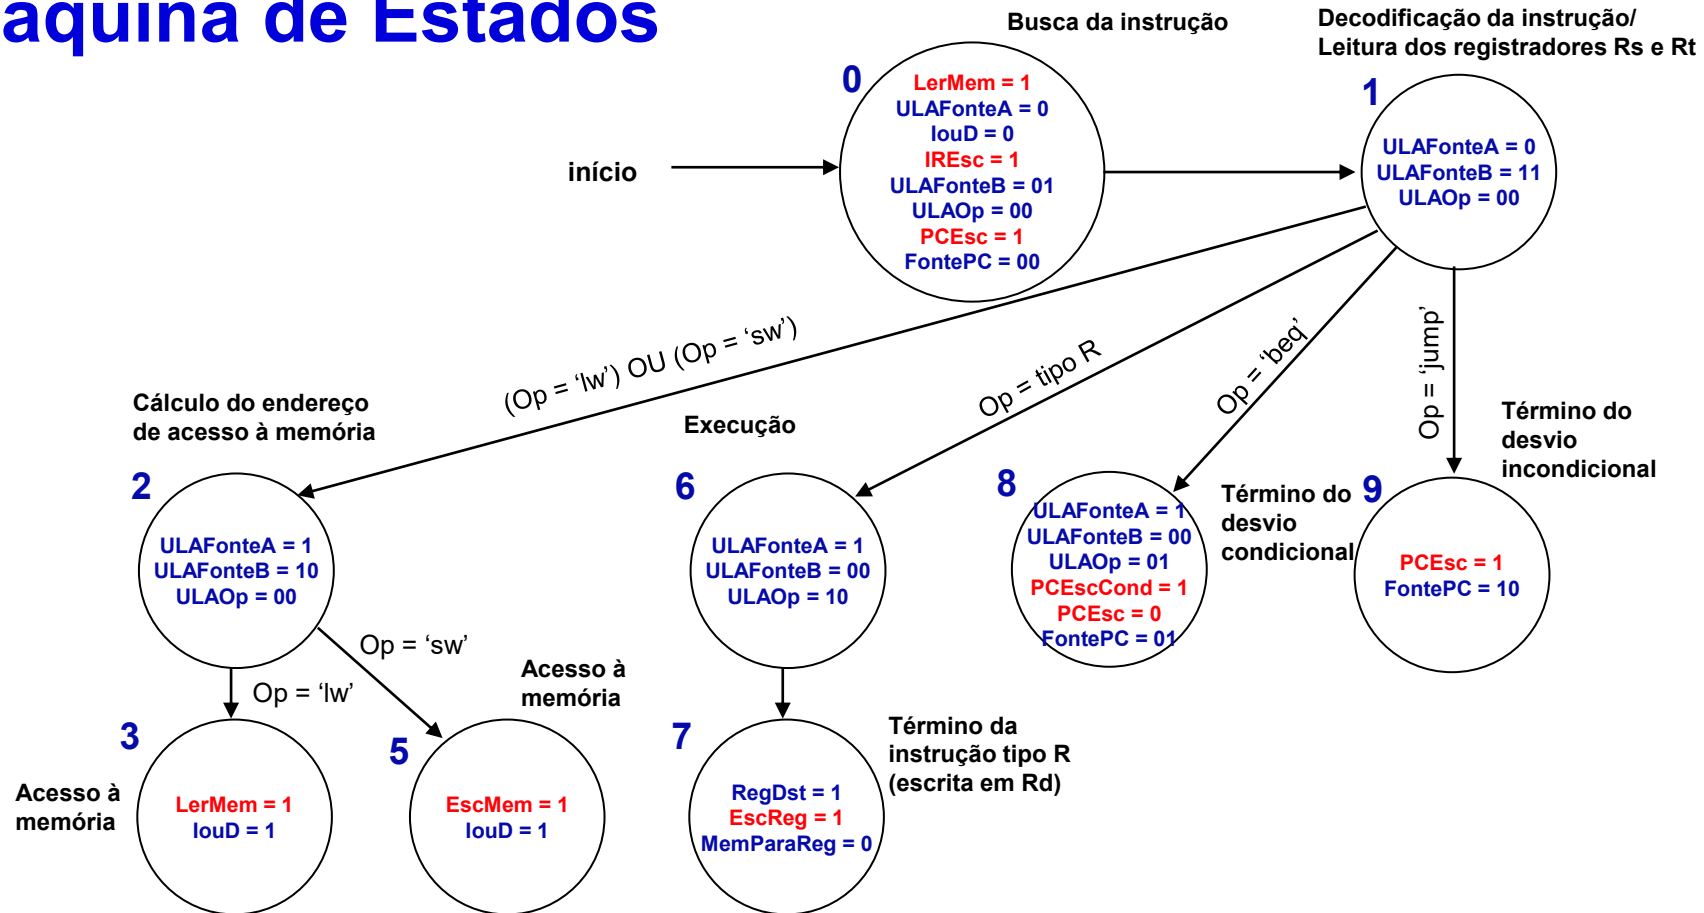 aquina de Estados
Busca da instrução
Decodificação da instrução/
Leitura dos registradores Rs e Rt
início
0
LerMem = 1
ULAFonteA = 0
IouD = 0
IREsc = 1
ULAFonteB = 01
ULAOp = 00
PCEsc = 1
FontePC = 00
1
ULAFonteA = 0
ULAFonteB = 11
ULAOp = 00
(Op = ‘lw’) OU (Op = ‘sw’)
Op = tipo R
Op = ‘beq’
Op = ‘jump’
Cálculo do endereço
de acesso à memória
2
ULAFonteA = 1
ULAFonteB = 10
ULAOp = 00
Execução
6
ULAFonteA = 1
ULAFonteB = 00
ULAOp = 10
8
ULAFonteA = 1
ULAFonteB = 00
ULAOp = 01
PCEscCond = 1
PCEsc = 0
FontePC = 01
Término do
desvio
condicional
Término do
desvio
incondicional
9
PCEsc = 1
FontePC = 10
Op = ‘lw’
Op = ‘sw’
Acesso à
memória
3
LerMem = 1
IouD = 1
Acesso à
memória
5
EscMem = 1
IouD = 1
7
RegDst = 1
EscReg = 1
MemParaReg = 0
Término da
instrução tipo R
(escrita em Rd)